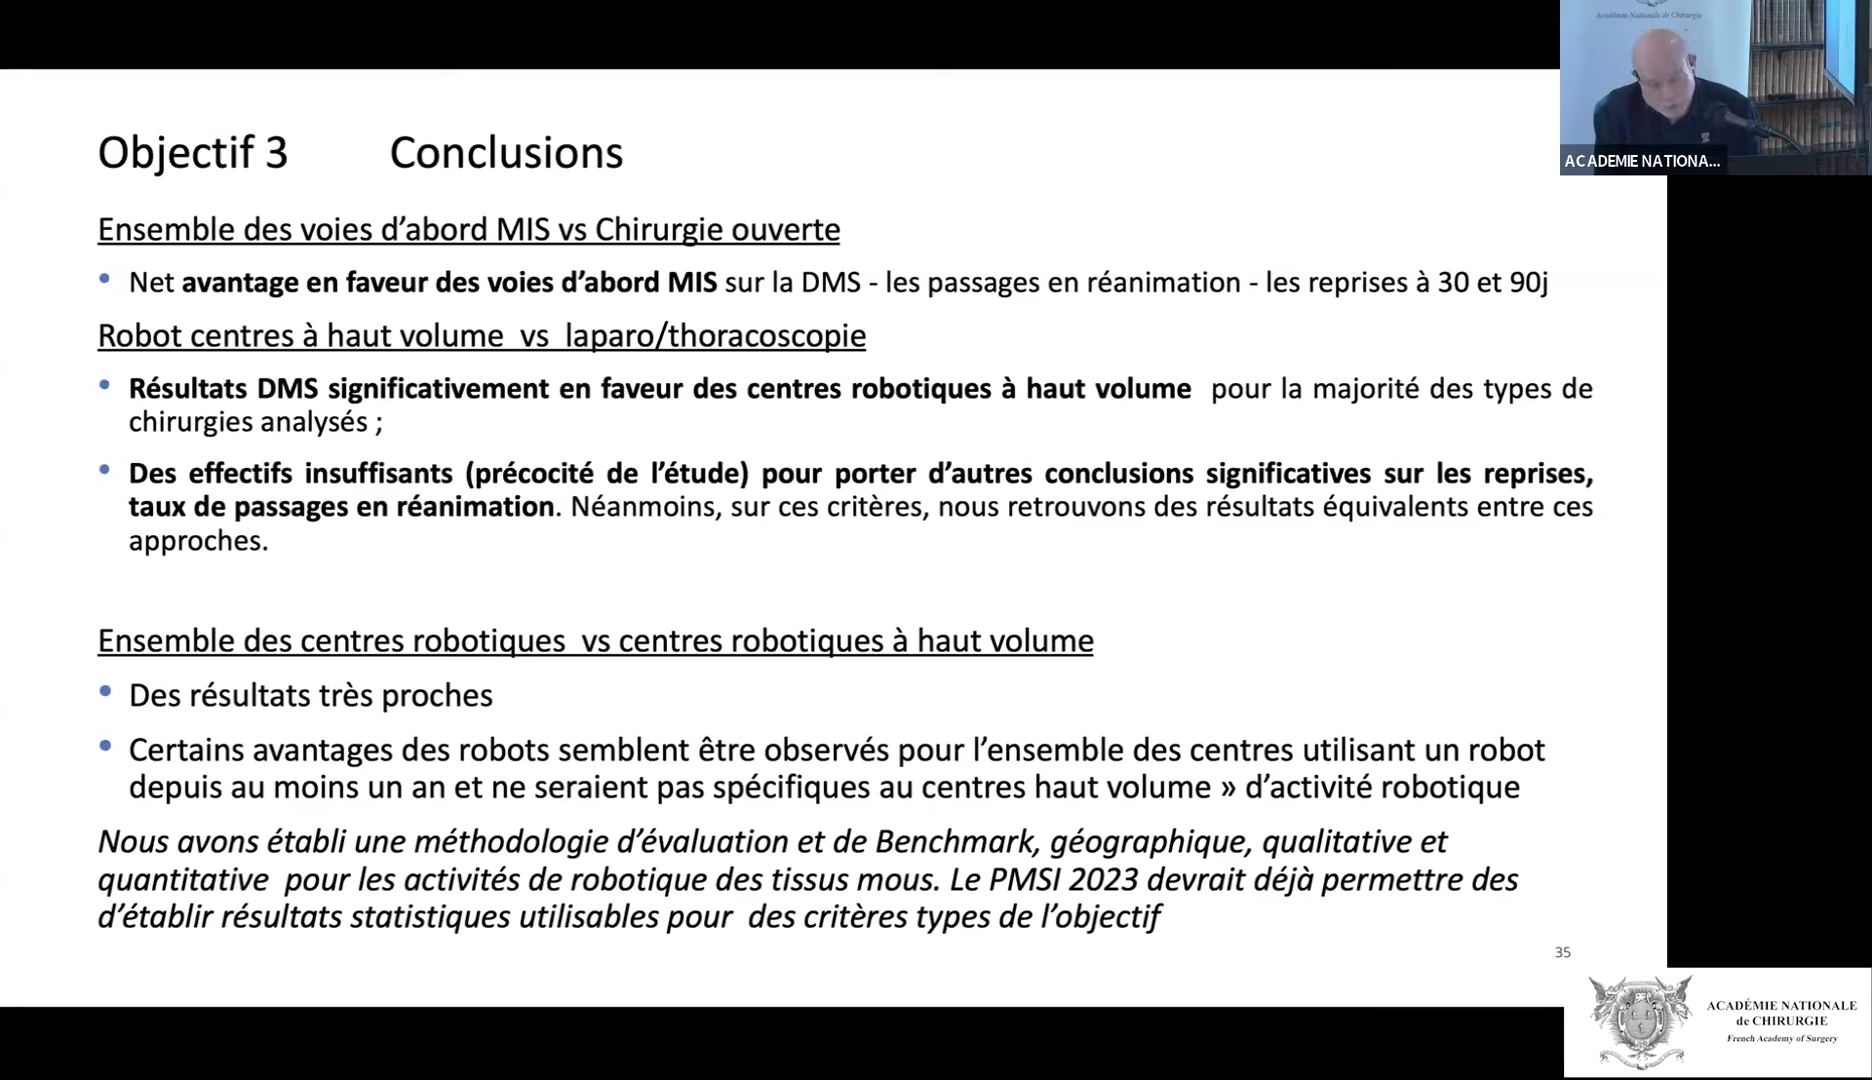 Académie Nationale de Chirurgie
ACADEMIE NATIONA...
Objectif 3 Conclusions
Ensemble des voies d’abord MIS vs Chirurgie ouverte
• Net avantage en faveur des voies d’abord MIS sur la DMS - les passages en réanimation - les reprises à 30 et 90j
Robot centres à haut volume vs laparo/thoracoscopie
• Résultats DMS significativement en faveur des centres robotiques à haut volume pour la majorité des types de
chirurgies analysés ;
• Des effectifs insuffisants (précocité de l’étude) pour porter d’autres conclusions significatives sur les reprises,
taux de passages en réanimation. Néanmoins, sur ces critères, nous retrouvons des résultats équivalents entre ces
approches.
Ensemble des centres robotiques vs centres robotiques à haut volume
• Des résultats très proches
• Certains avantages des robots semblent être observés pour l’ensemble des centres utilisant un robot
depuis au moins un an et ne seraient pas spécifiques au centres haut volume » d’activité robotique
Nous avons établi une méthodologie d’évaluation et de Benchmark, géographique, qualitative et
quantitative pour les activités de robotique des tissus mous. Le PMSI 2023 devrait déjà permettre des
d’établir résultats statistiques utilisables pour des critères types de l’objectif
35
ACADÉMIE NATIONALE
de CHIRURGIE
French Academy of Surgery